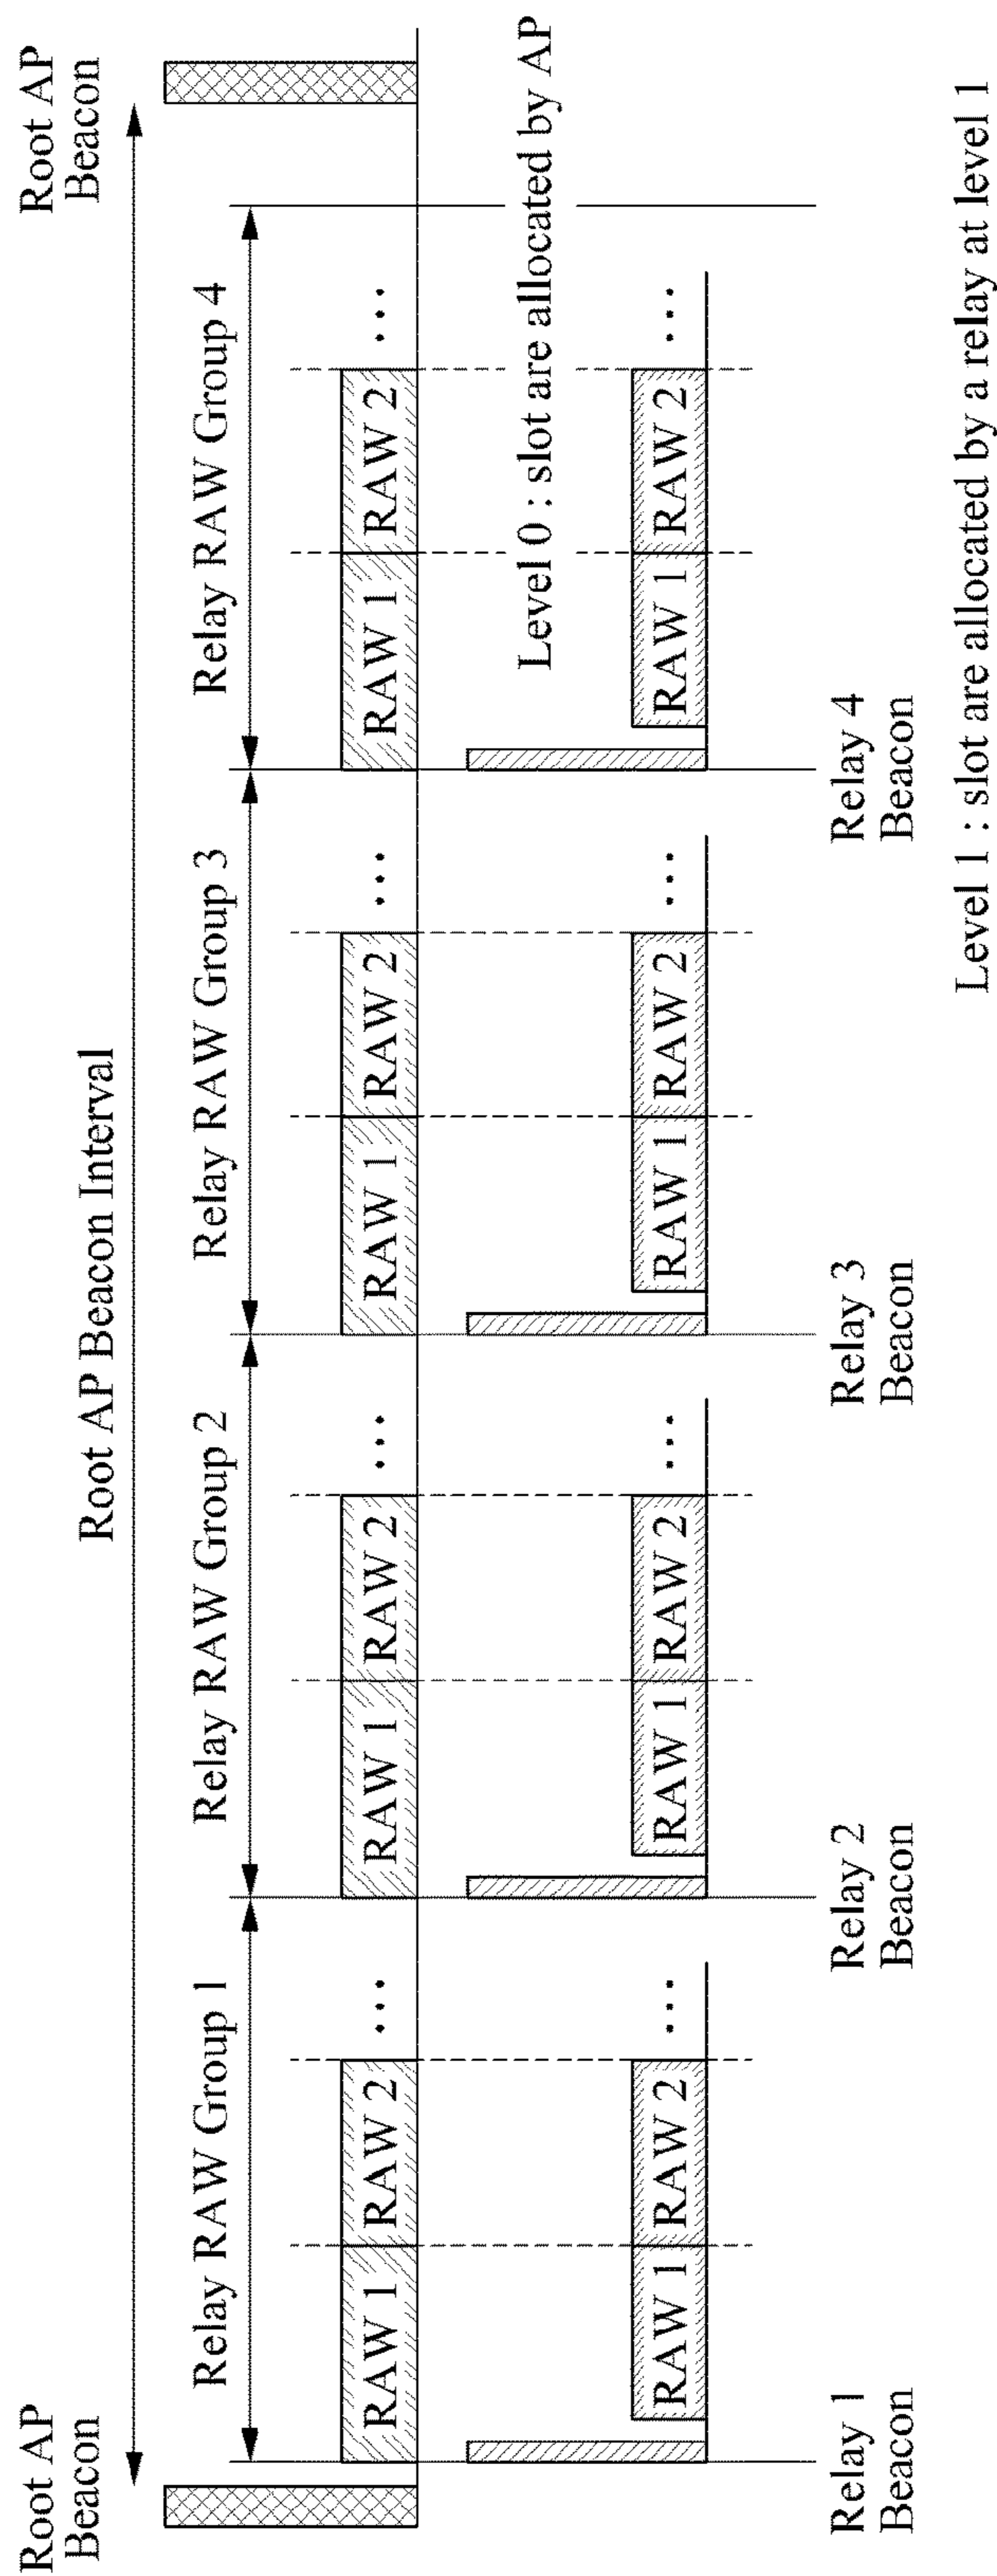 Root AP
Beacon
Root AP
Beacon
Root AP Beacon Interval
Relay RAW Group 1
Relay RAW Group 2
Relay RAW Group 3
Relay RAW Group 4
RAW 1
RAW 2
...
RAW 1
RAW 2
...
RAW 1
RAW 2
...
RAW 1
RAW 2
...
Level 0 : slot are allocated by AP
RAW 1
RAW 2
...
RAW 1
RAW 2
...
RAW 1
RAW 2
...
RAW 1
RAW 2
...
Relay 1
Beacon
Relay 2
Beacon
Relay 3
Beacon
Relay 4
Beacon
Level 1 : slot are allocated by a relay at level 1